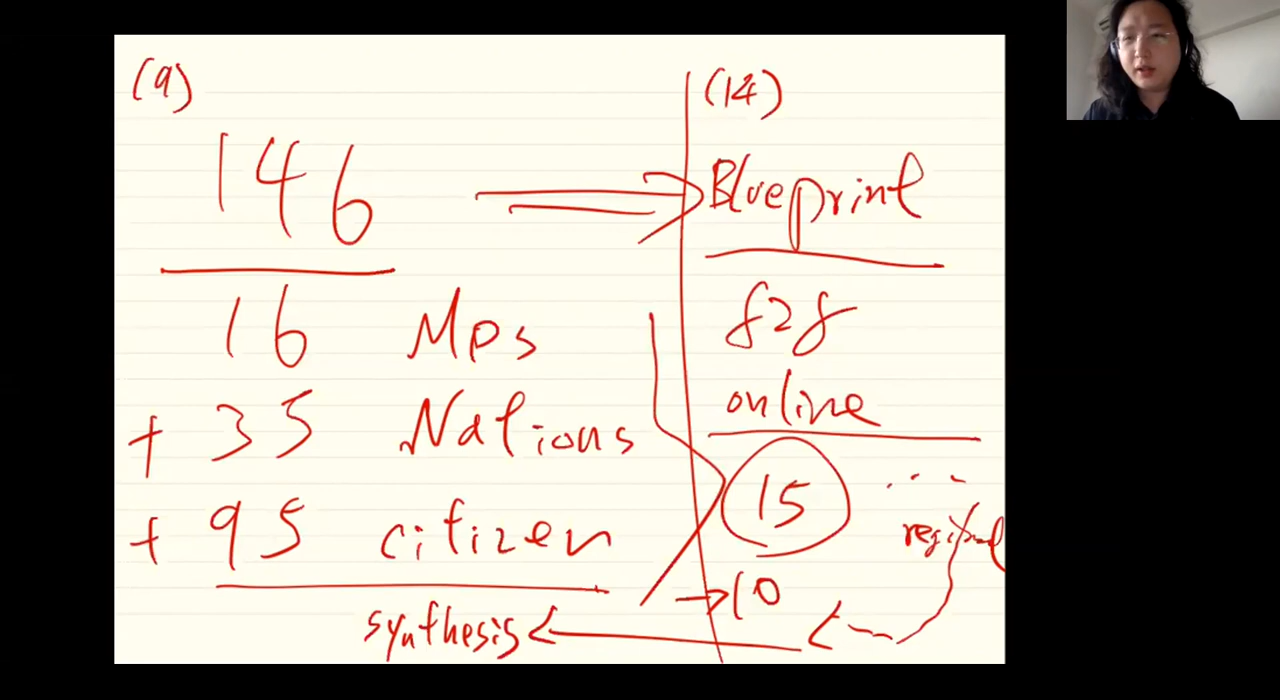 (9)
146
16 Mps
+ 35 Nations
+ 95 citizen
synthesis
(14)
Blueprint
f2f
online
15 ...
regional
10